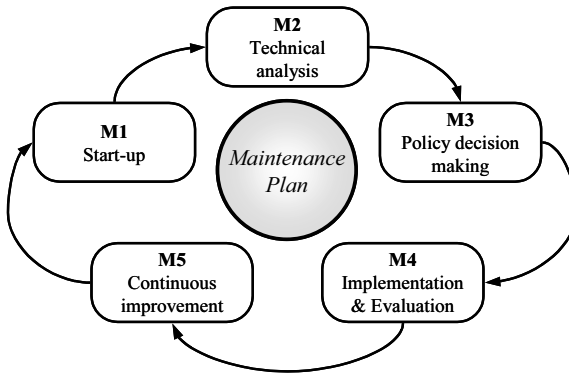 M2
Technical
analysis
M1
Start-up
M3
Policy decision
making
Maintenance
Plan
M5
Continuous
improvement
M4
Implementation
& Evaluation